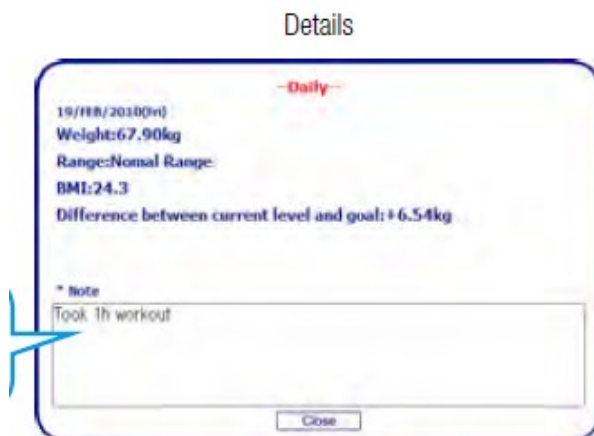 Details
--Daily--
19/FEB/2010(Fri)
Weight:67.90kg
Range:Nomal Range
BMI:24.3
Difference between current level and goal:+6.54kg
* Note
Took 1h workout
Close